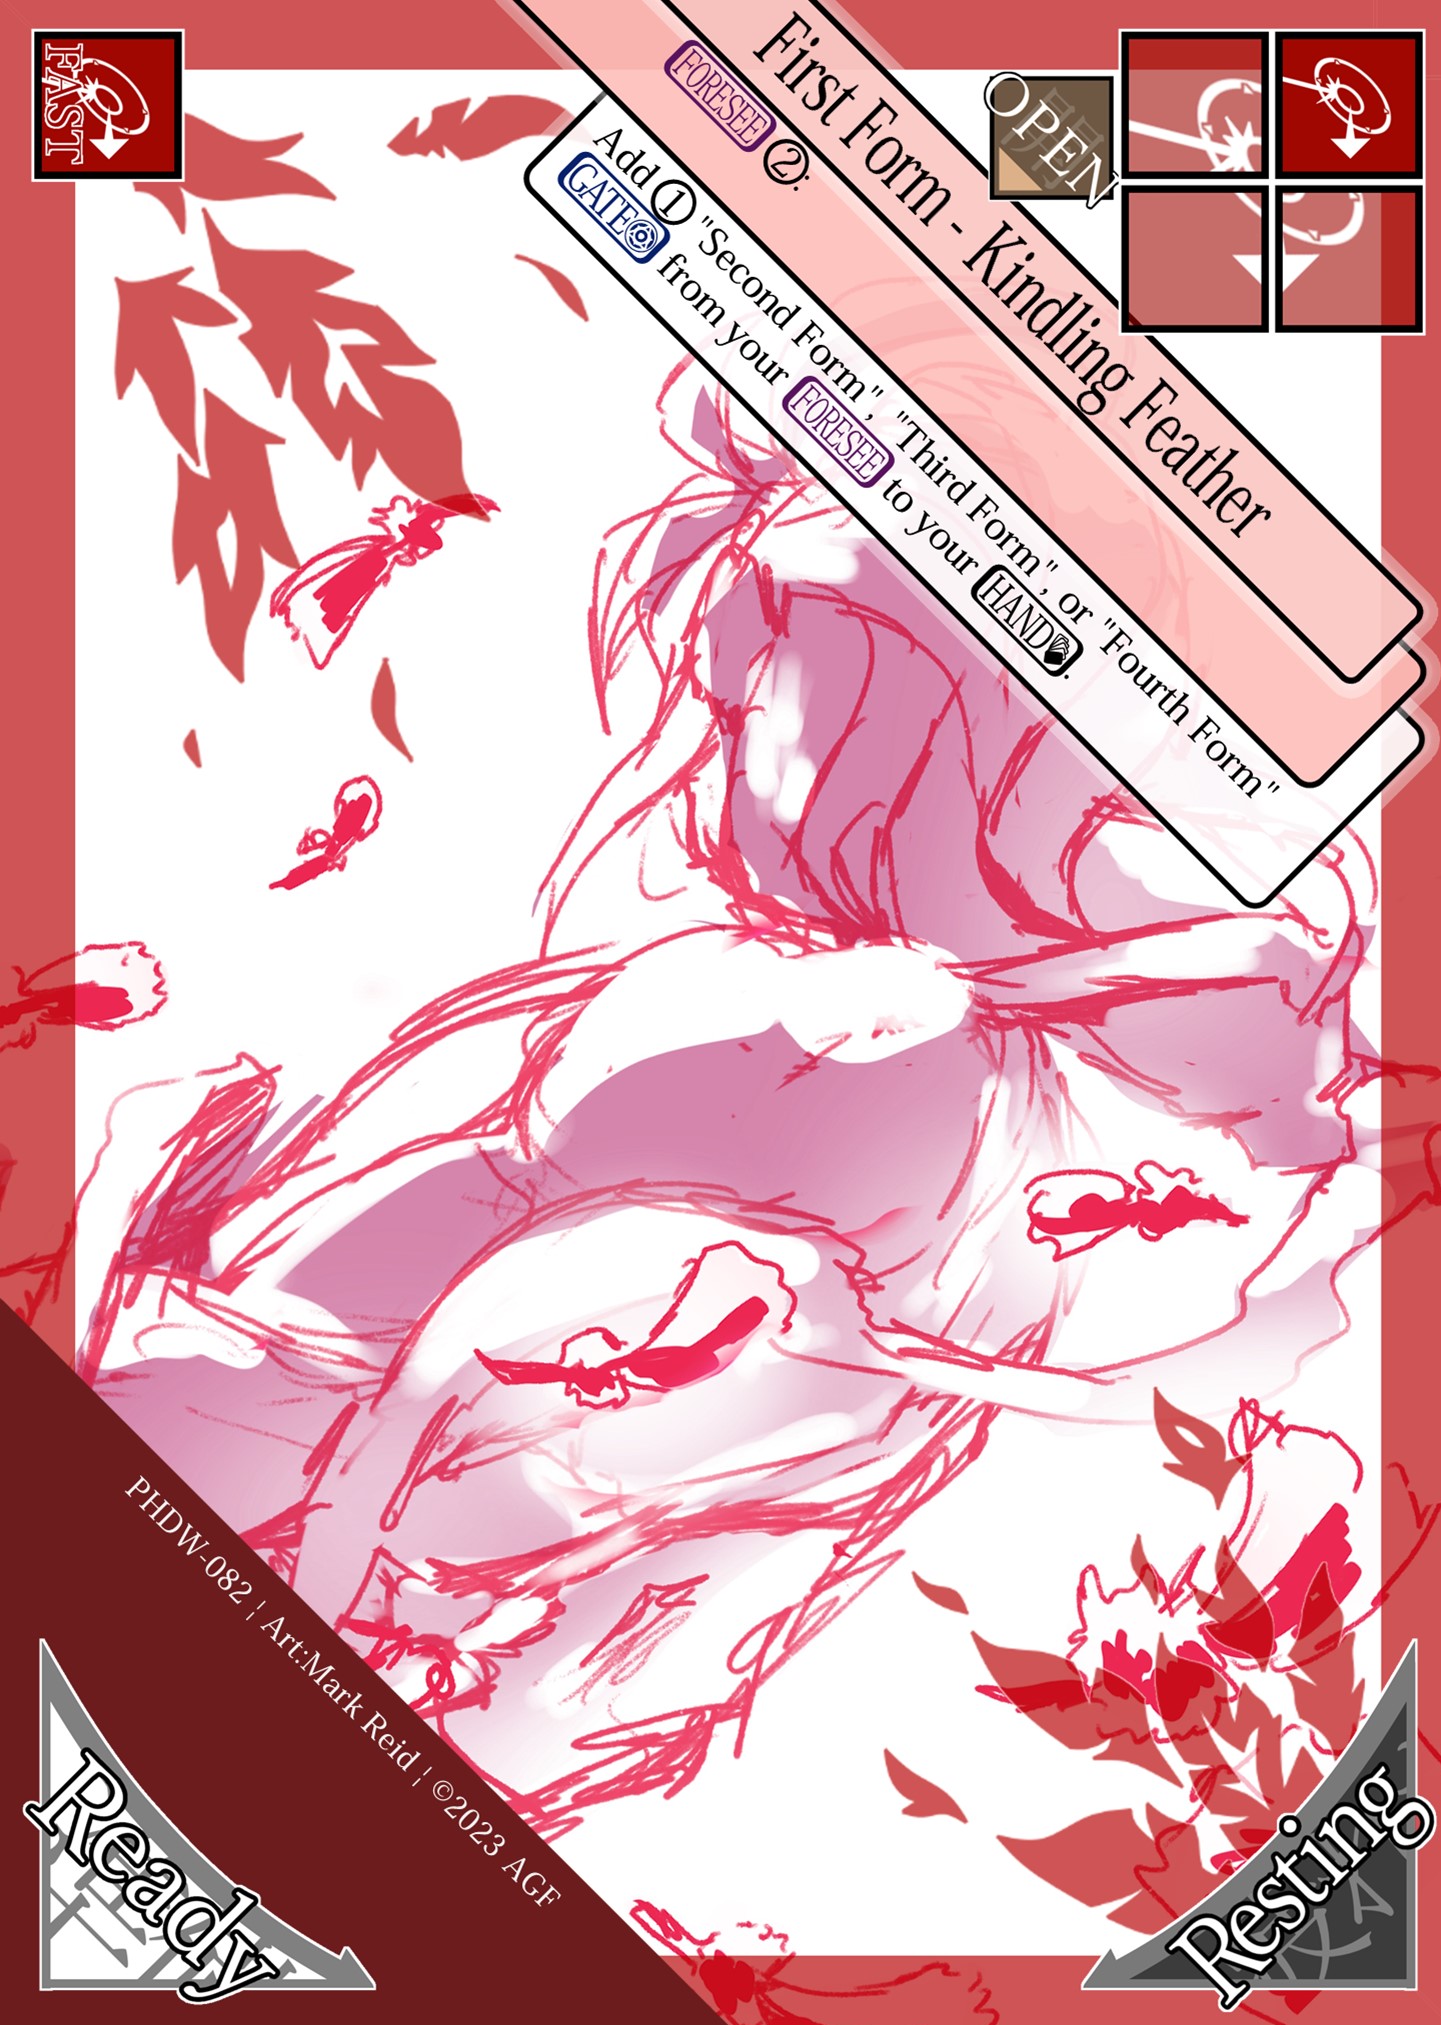 FAST
First Form - Kindling Feather
OPEN
FORESEE ②:
Add ① "Second Form", "Third Form", or "Fourth Form"
GATE from your FORESEE to your HAND.
PHDW-082 ¦ Art:Mark Reid ¦ ©2023 AGF
Ready
Resting